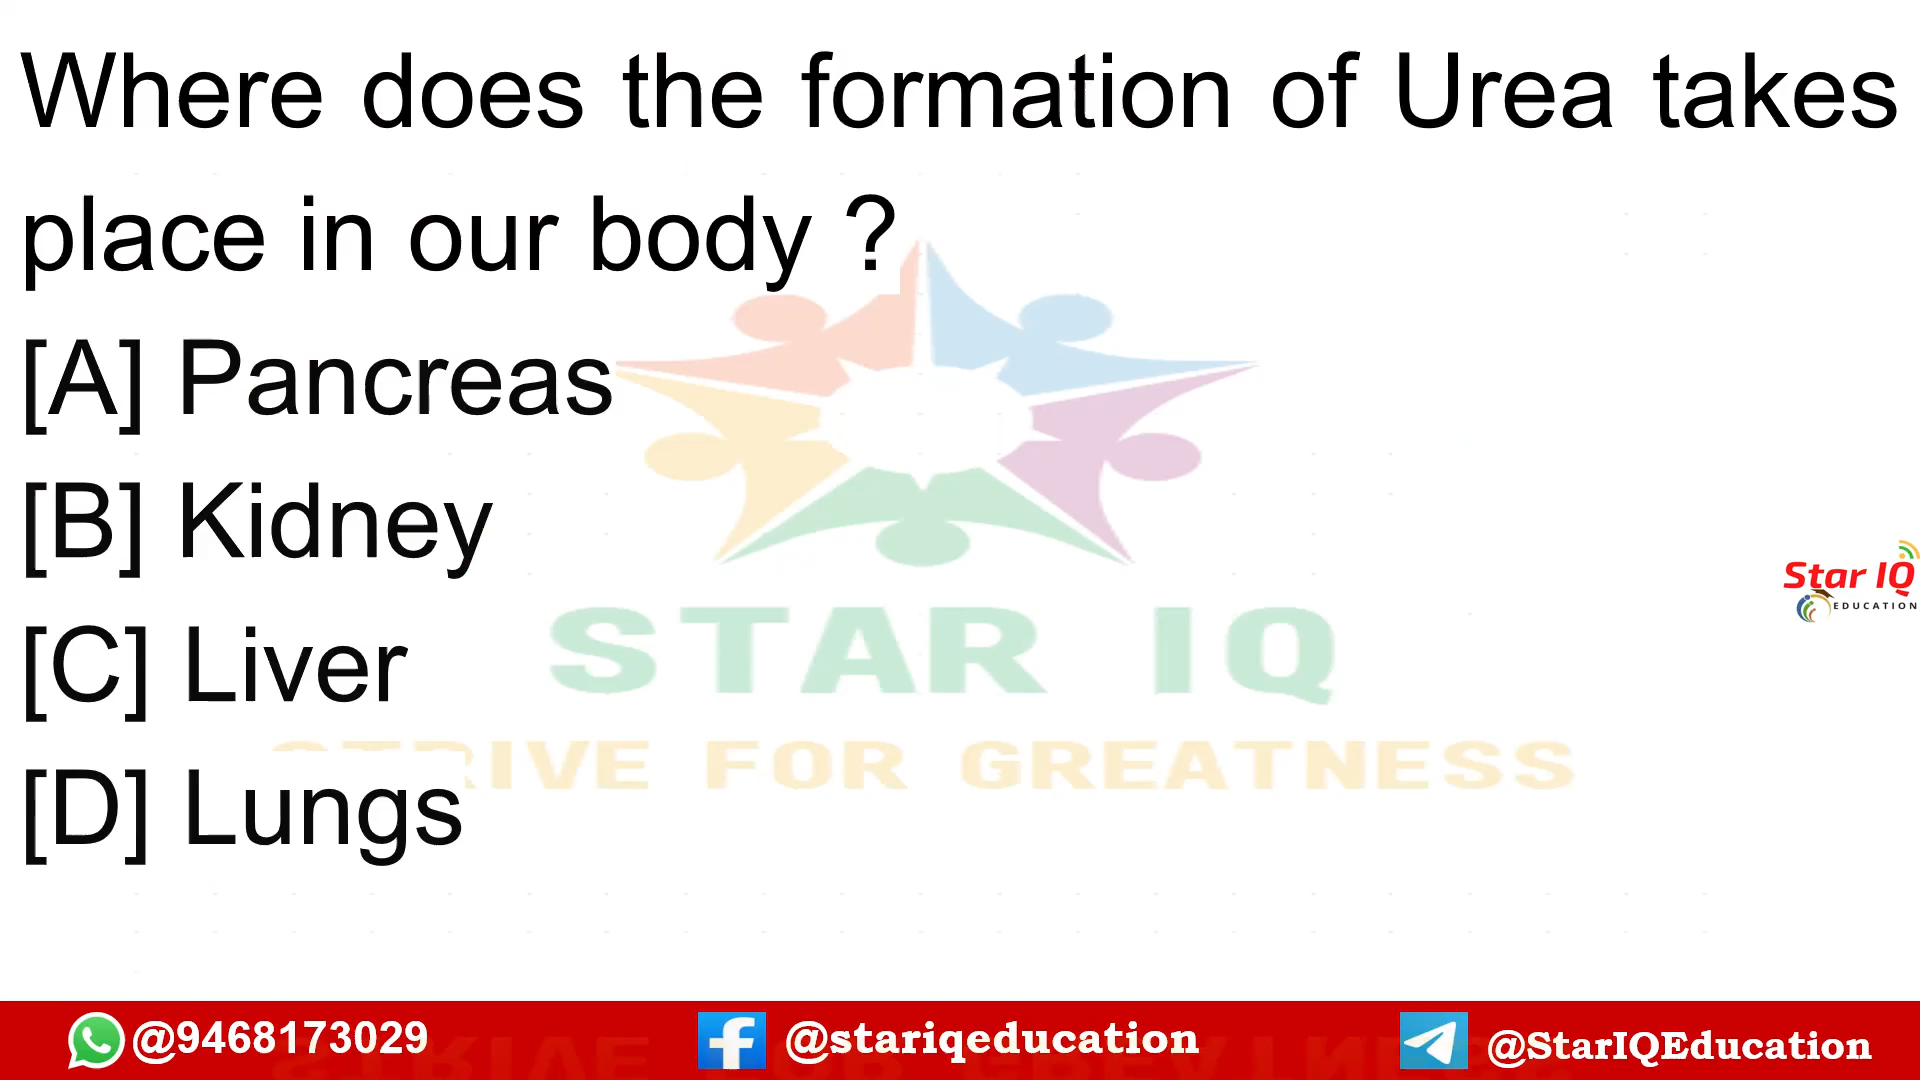 Where does the formation of Urea takes
place in our body ?
[A] Pancreas
[B] Kidney
[C] Liver
[D] Lungs
STAR IQ
STRIVE FOR GREATNESS
Star IQ
EDUCATION
@9468173029
@stariqeducation
@StarIQEducation